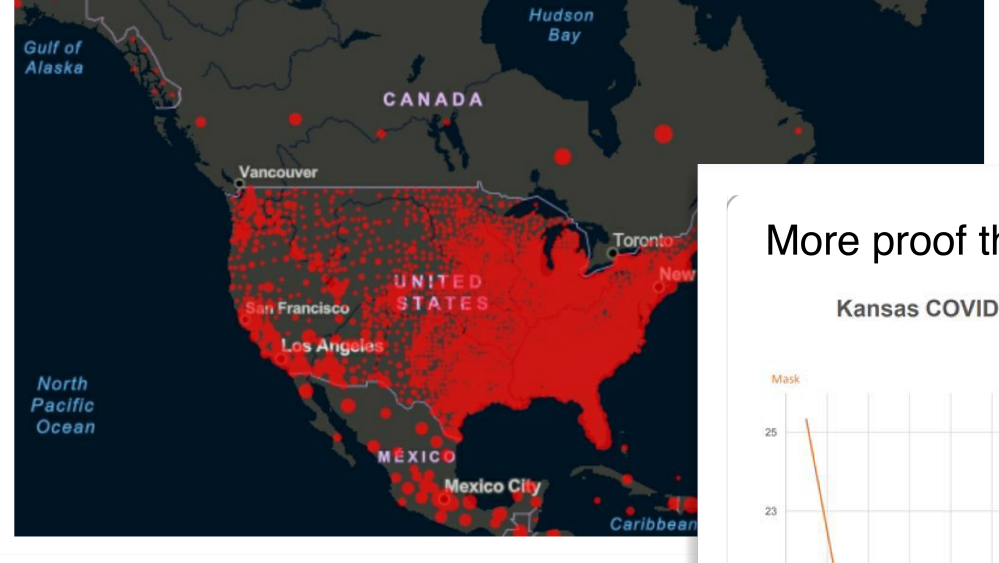 Hudson
Bay
Gulf of
Alaska
CANADA
Vancouver
Toronto
New
UNITED
STATES
San Francisco
Los Angeles
North
Pacific
Ocean
MÉXICO
Mexico City
Caribbean
More proof th
Kansas COVID
Mask
25
23